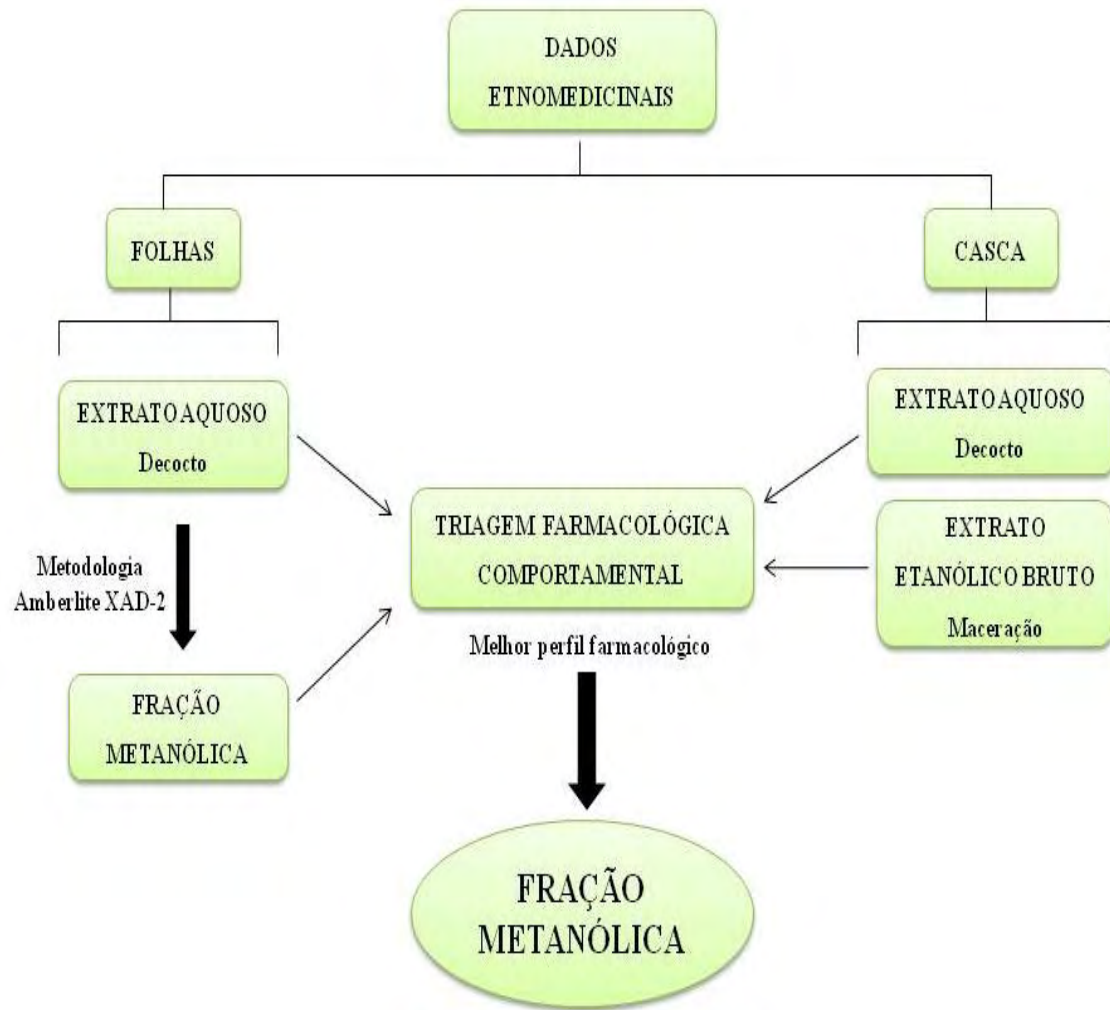 DADOS
ETNOMEDICINAIS
FOLHAS
CASCA
EXTRATO AQUOSO
Decocto
EXTRATO AQUOSO
Decocto
TRIAGEM FARMACOLÓGICA
COMPORTAMENTAL
EXTRATO
ETANÓLICO BRUTO
Maceração
Metodologia
Amberlite XAD-2
Melhor perfil farmacológico
FRAÇÃO
METANÓLICA
FRAÇÃO
METANÓLICA